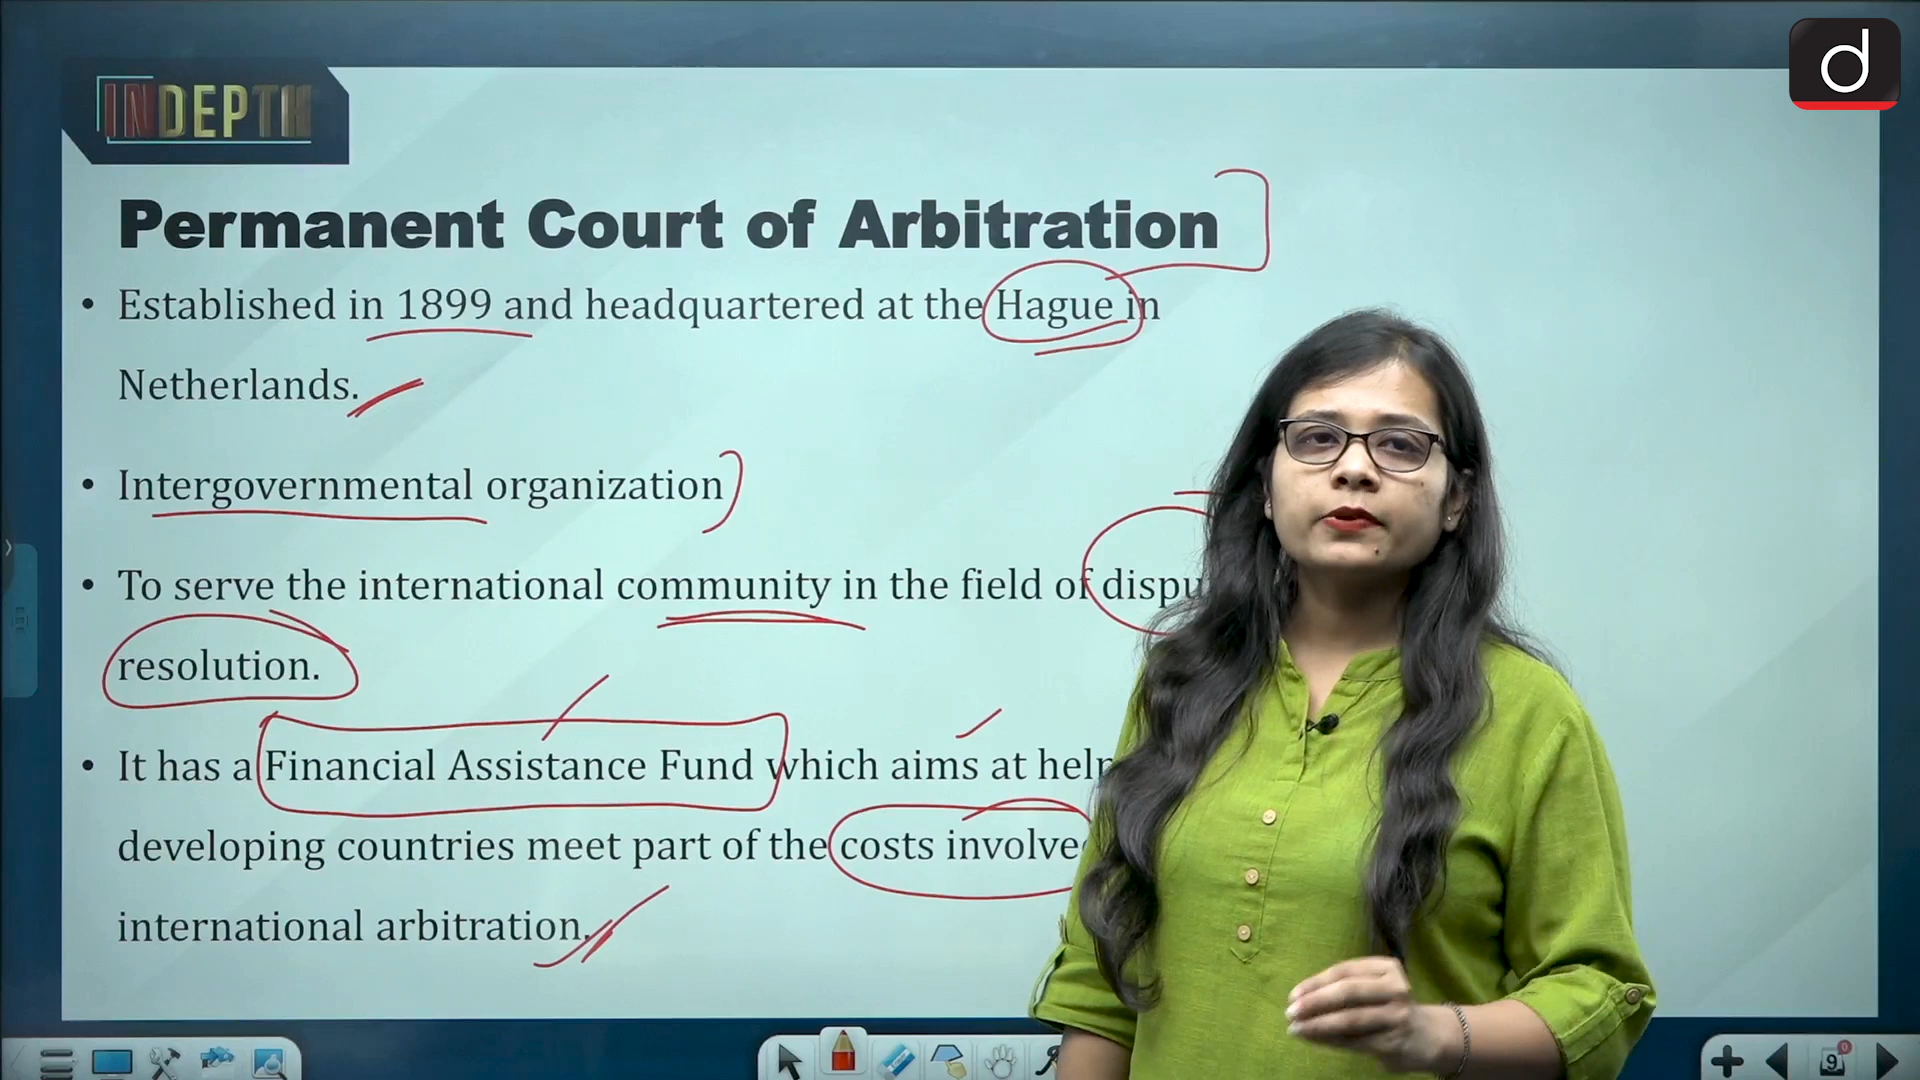 d
INDEPTH
Permanent Court of Arbitration
• Established in 1899 and headquartered at the Hague in
Netherlands.
• Intergovernmental organization
• To serve the international community in the field of
resolution.
• It has a Financial Assistance Fund which aims at
developing countries meet part of the costs
international arbitration.
9
0